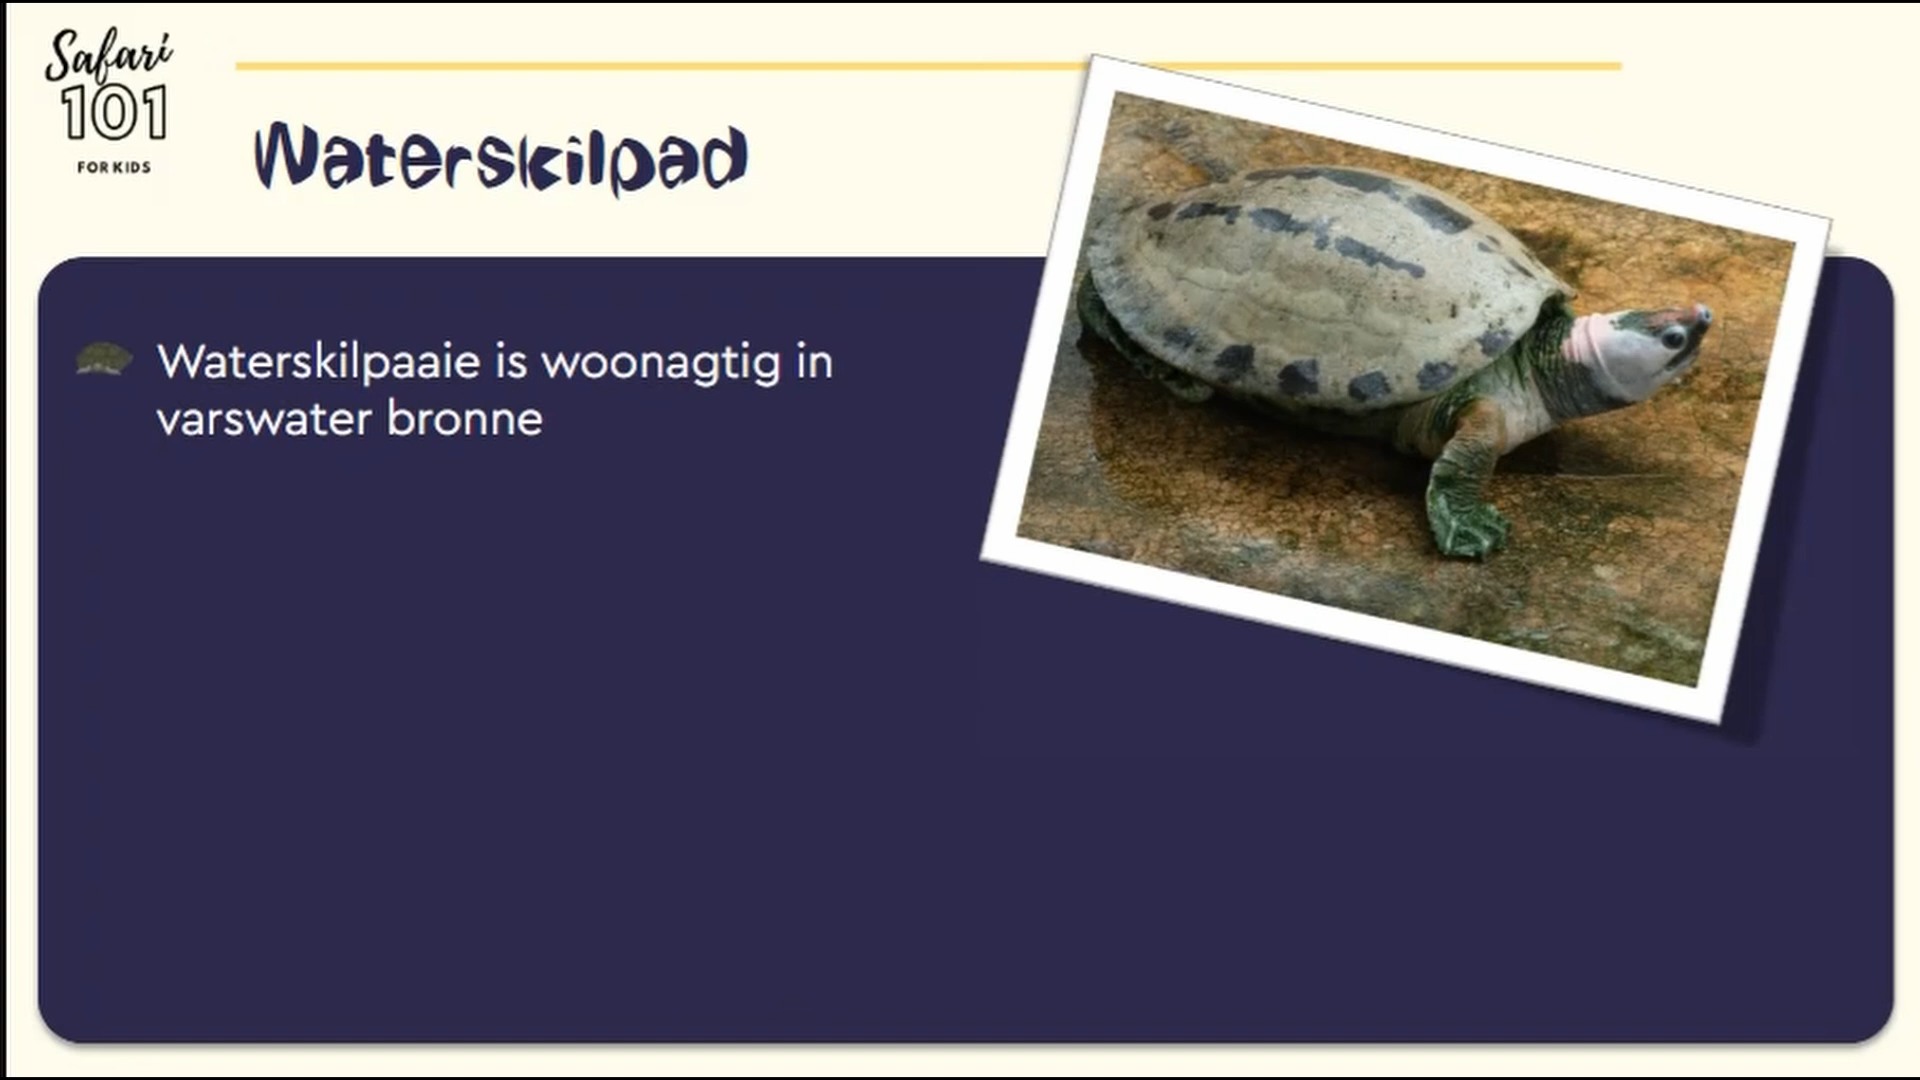 Safari
101
FOR KIDS
Waterskilpad
Waterskilpaaie is woonagtig in
varswater bronne